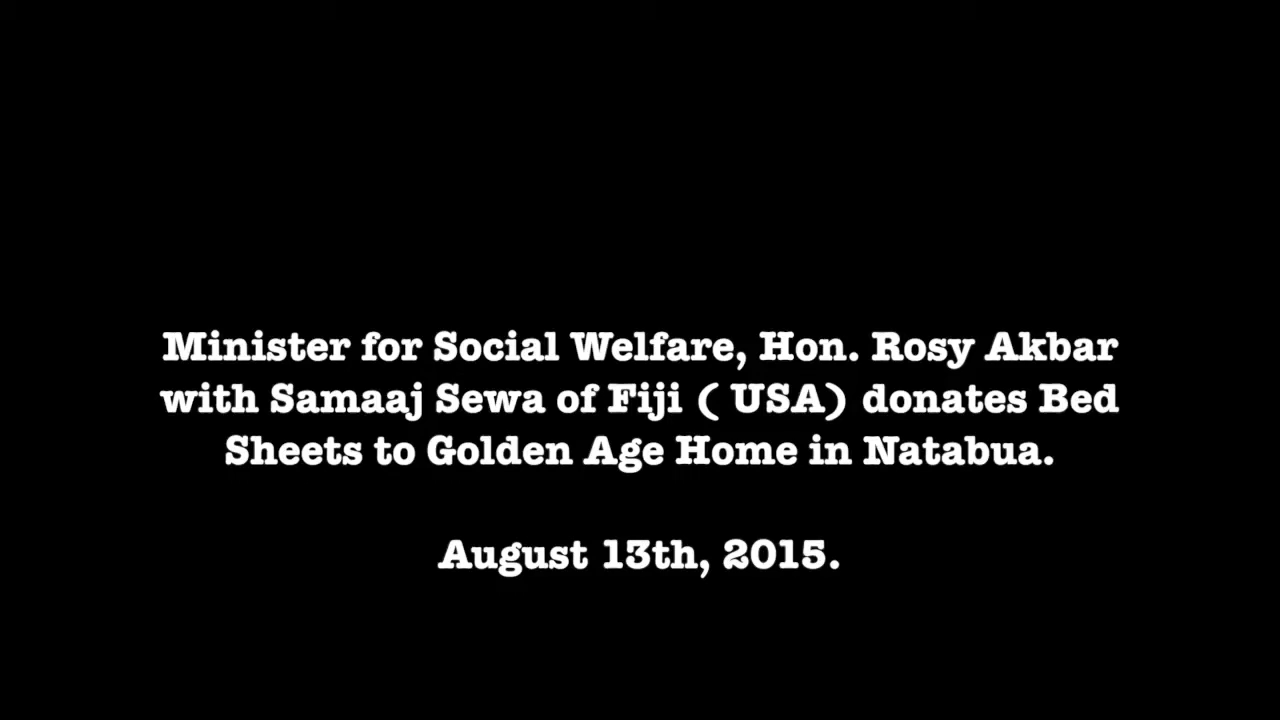 Minister for Social Welfare, Hon. Rosy Akbar
with Samaaj Sewa of Fiji ( USA) donates Bed
Sheets to Golden Age Home in Natabua.
August 13th, 2015.